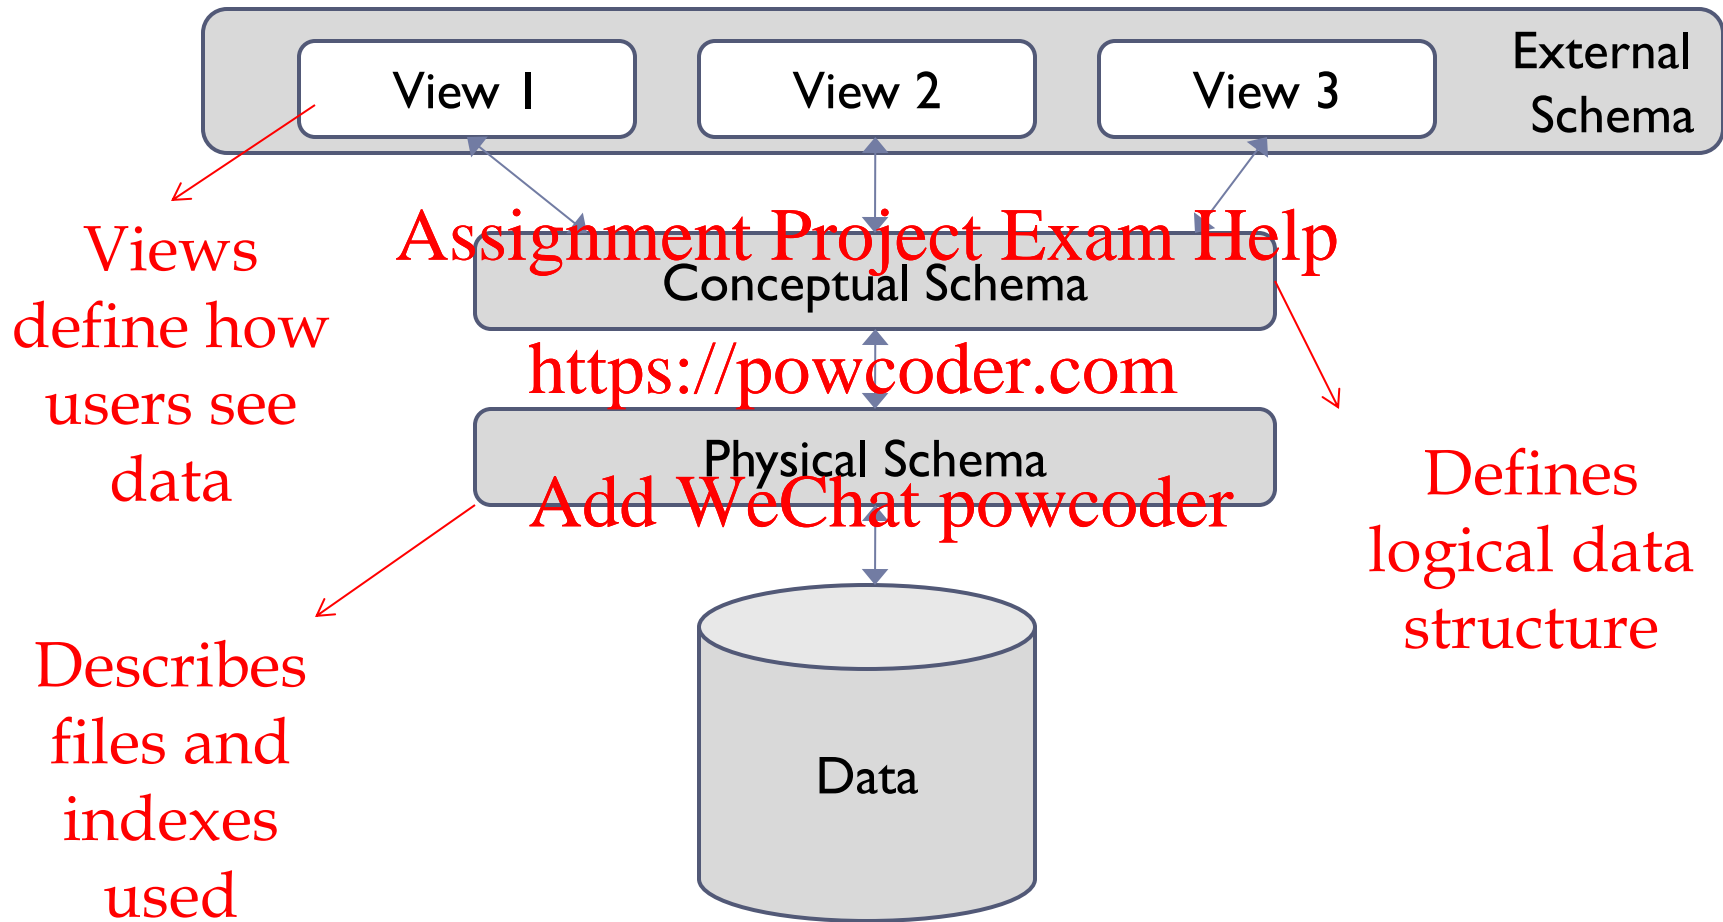 External
Schema
View 1
View 2
View 3
Views
define how
users see
data
Assignment Project Exam Help
Conceptual Schema
https://powcoder.com
Physical Schema
Add WeChat powcoder
Defines
logical data
structure
Describes
files and
indexes
used
Data